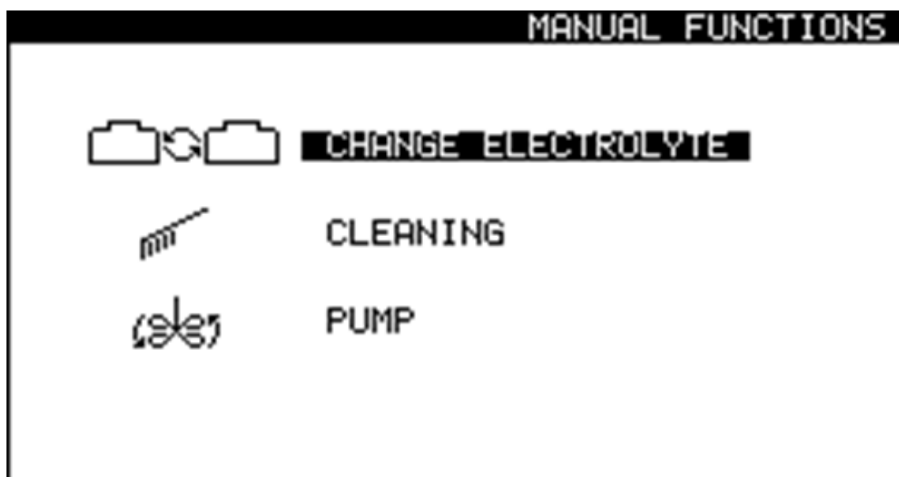 MANUAL FUNCTIONS
CHANGE ELECTROLYTE
CLEANING
PUMP